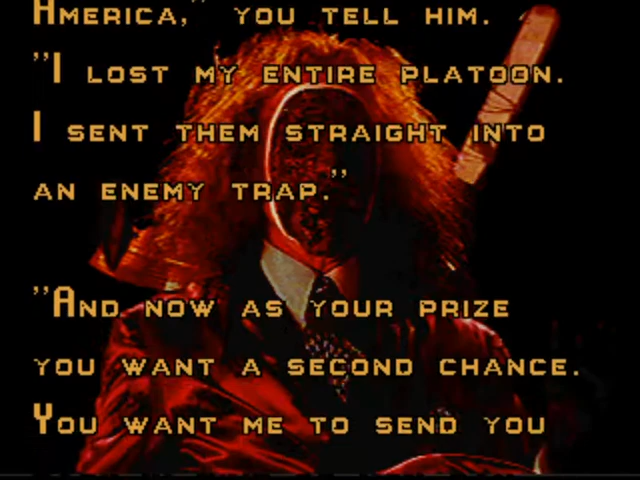 America," you tell him.
"I lost my entire platoon.
I sent them straight into
an enemy trap."
"And now as your prize
you want a second chance.
You want me to send you